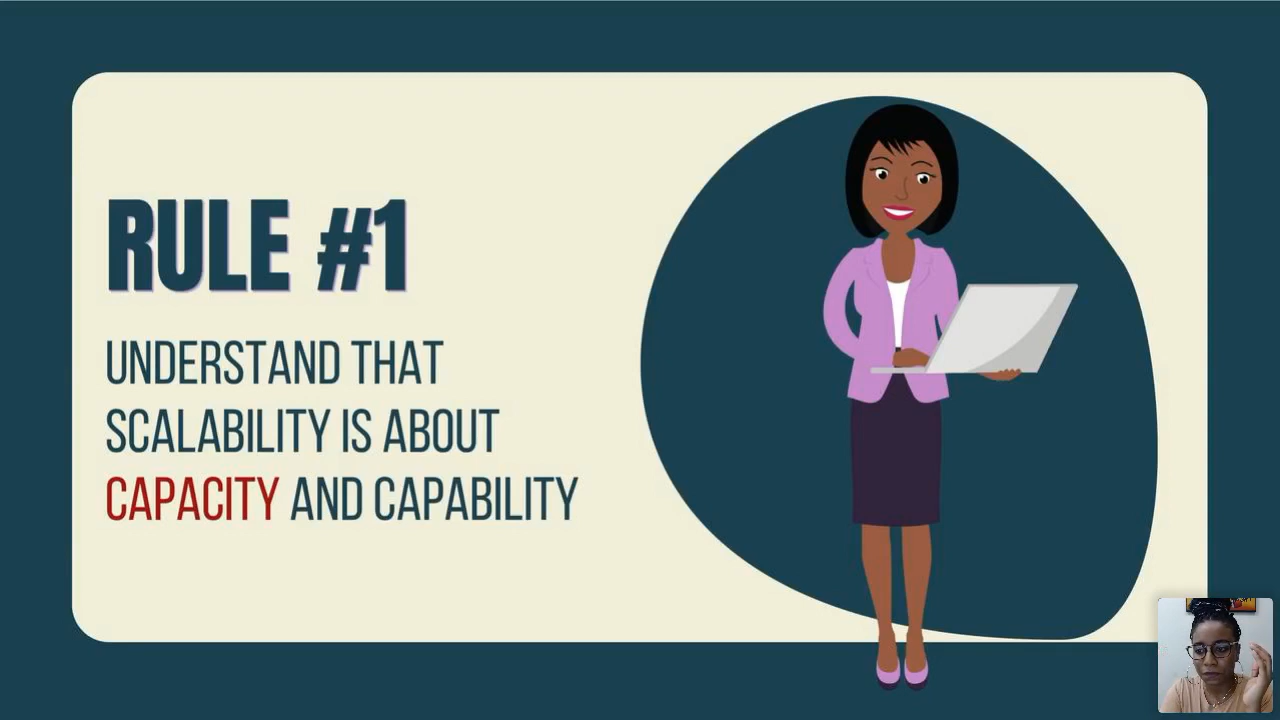 RULE #1
UNDERSTAND THAT
SCALABILITY IS ABOUT
CAPACITY AND CAPABILITY